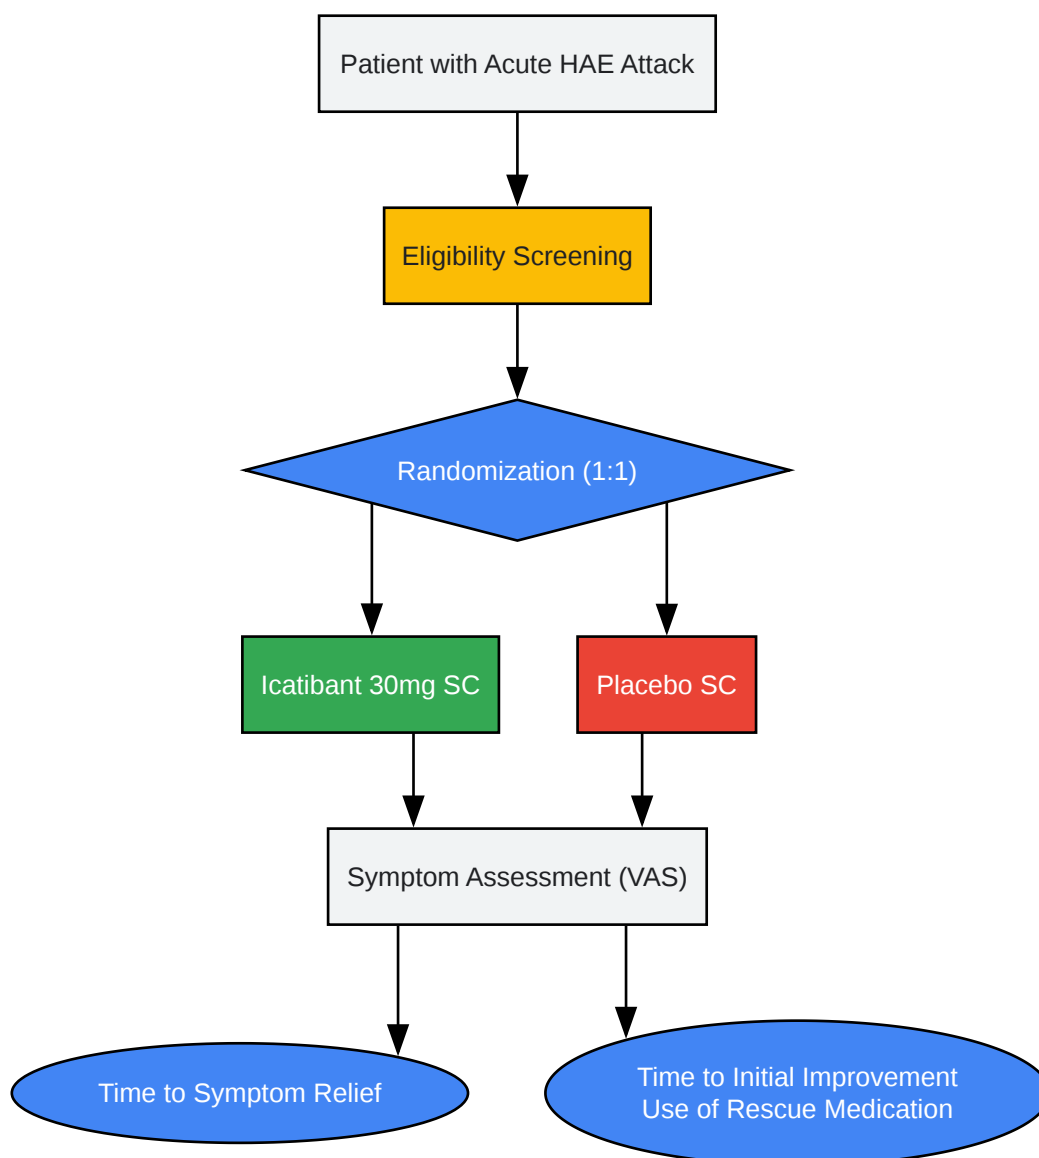 Patient with Acute HAE Attack
Eligibility Screening
Randomization (1:1)
Icatibant 30mg SC
Placebo SC
Symptom Assessment (VAS)
Time to Symptom Relief
Time to Initial Improvement
Use of Rescue Medication